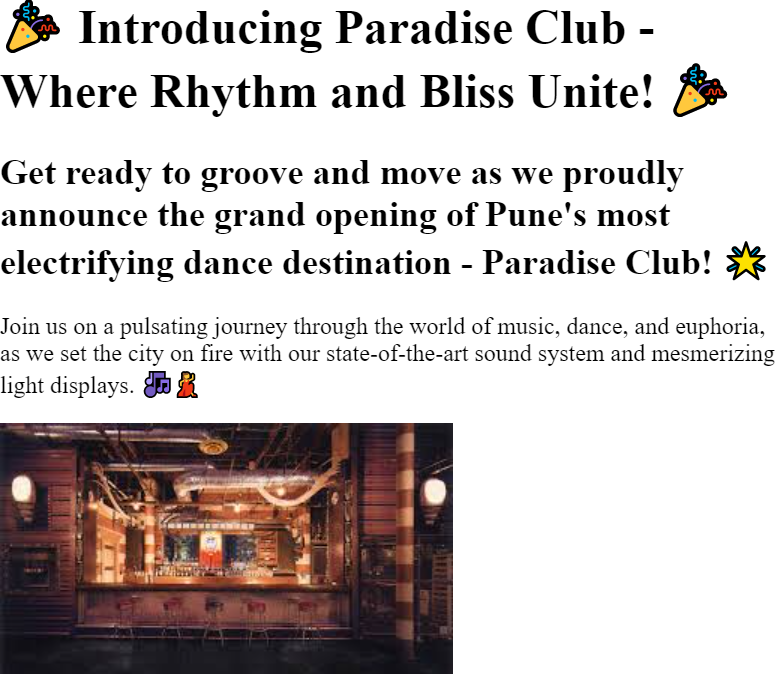 🎉 Introducing Paradise Club -
Where Rhythm and Bliss Unite! 🎉
Get ready to groove and move as we proudly
announce the grand opening of Pune's most
electrifying dance destination - Paradise Club! 🌟
Join us on a pulsating journey through the world of music, dance, and euphoria,
as we set the city on fire with our state-of-the-art sound system and mesmerizing
light displays. 🎶💃